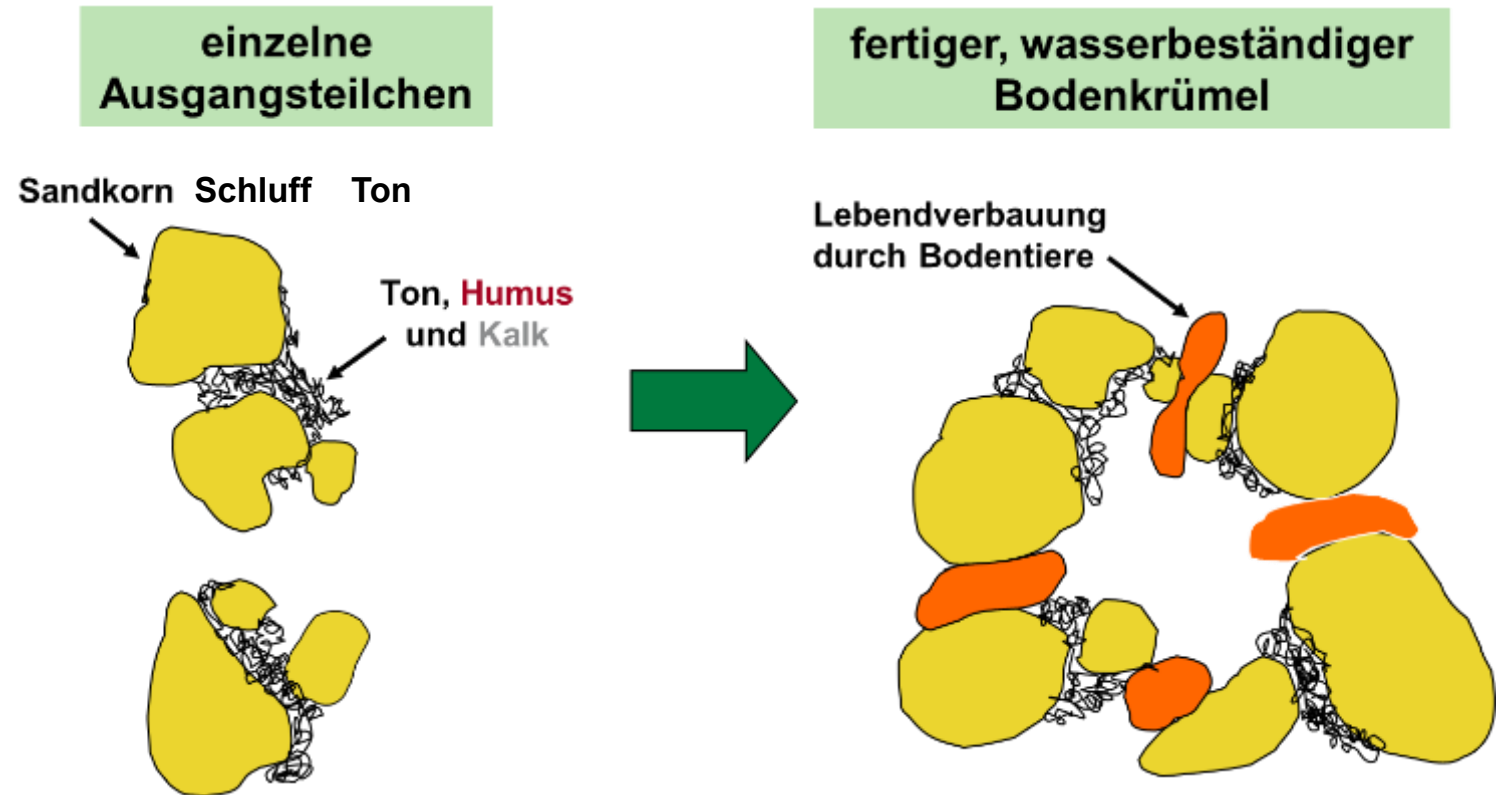 einzelne
Ausgangsteilchen
fertiger, wasserbeständiger
Bodenkrümel
Sandkorn Schluff Ton
Ton, Humus
und Kalk
Lebendverbauung
durch Bodentiere